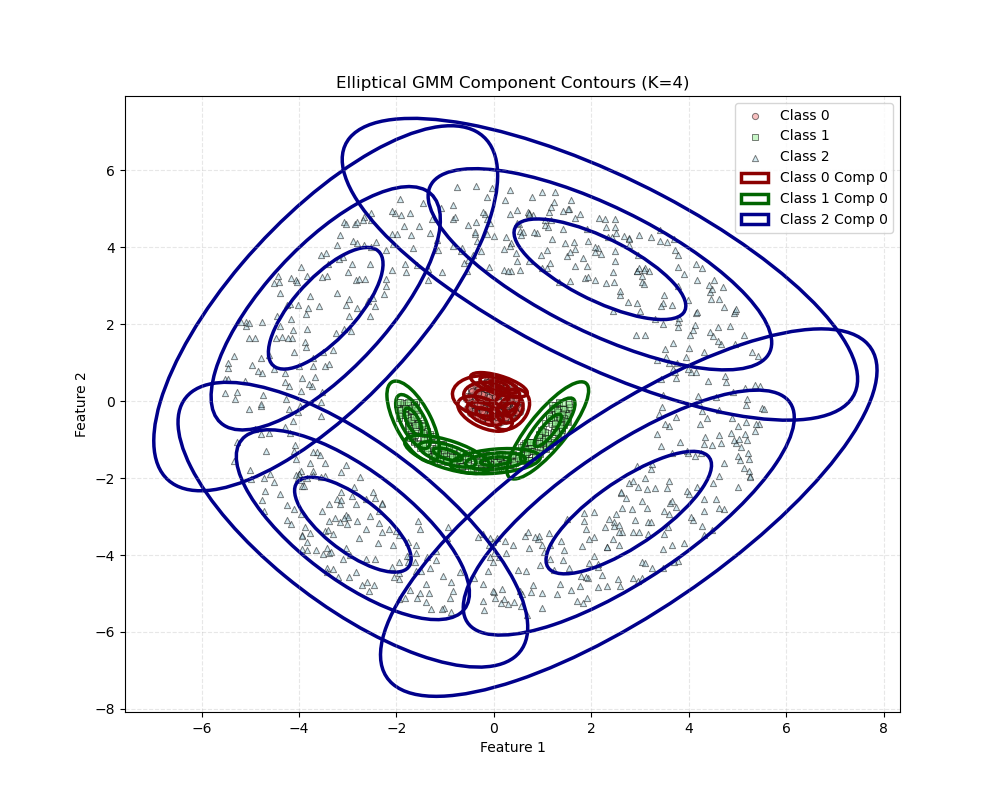 Elliptical GMM Component Contours (K=4)
Class 0
Class 1
Class 2
Class 0 Comp 0
Class 1 Comp 0
Class 2 Comp 0
Feature 2
6
4
2
0
−2
−4
−6
−8
−6 −4 −2 0 2 4 6 8
Feature 1